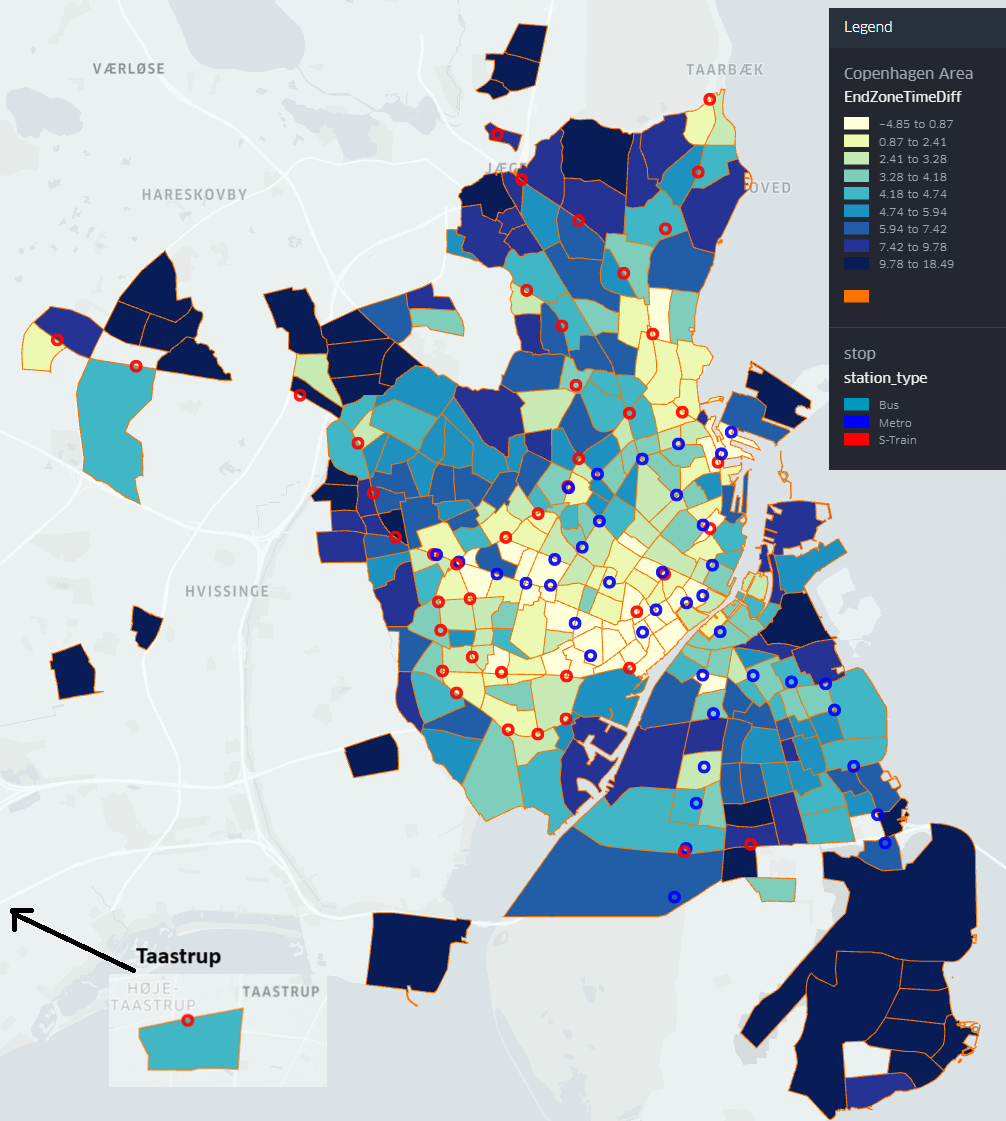 Legend
Copenhagen Area
EndZoneTimeDiff
−4.85 to 0.87
0.87 to 2.41
2.41 to 3.28
3.28 to 4.18
4.18 to 4.74
4.74 to 5.94
5.94 to 7.42
7.42 to 9.78
9.78 to 18.49
stop
station_type
Bus
Metro
S-Train
VÆRLØSE
TAARBÆK
JÆGE
HARESKOVBY
OVED
HVISSINGE
Taastrup
HØJE-
TAASTRUP
TAASTRUP